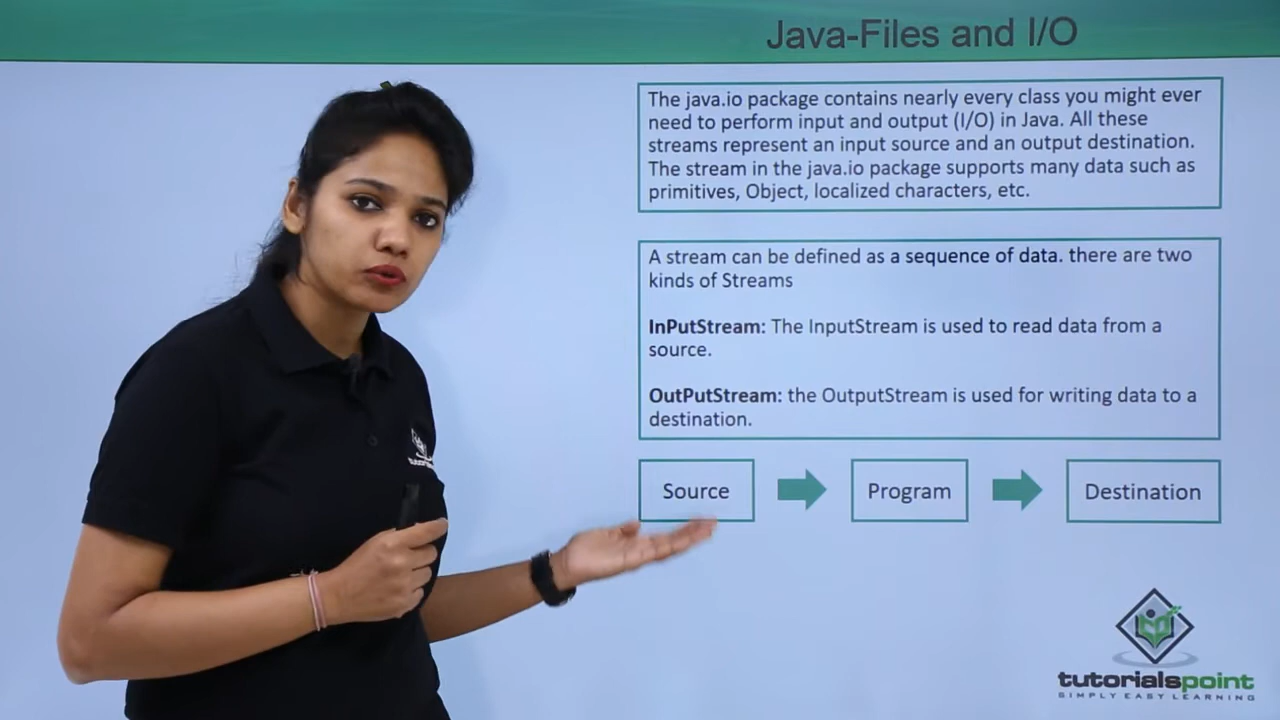 Java-Files and I/O
The java.io package contains nearly every class you might ever
need to perform input and output (I/O) in Java. All these
streams represent an input source and an output destination.
The stream in the java.io package supports many data such as
primitives, Object, localized characters, etc.
A stream can be defined as a sequence of data. there are two
kinds of Streams
InPutStream: The InputStream is used to read data from a
source.
OutPutStream: the OutputStream is used for writing data to a
destination.
Source
Program
Destination
tutorialspoint
SIMPLY EASY LEARNING